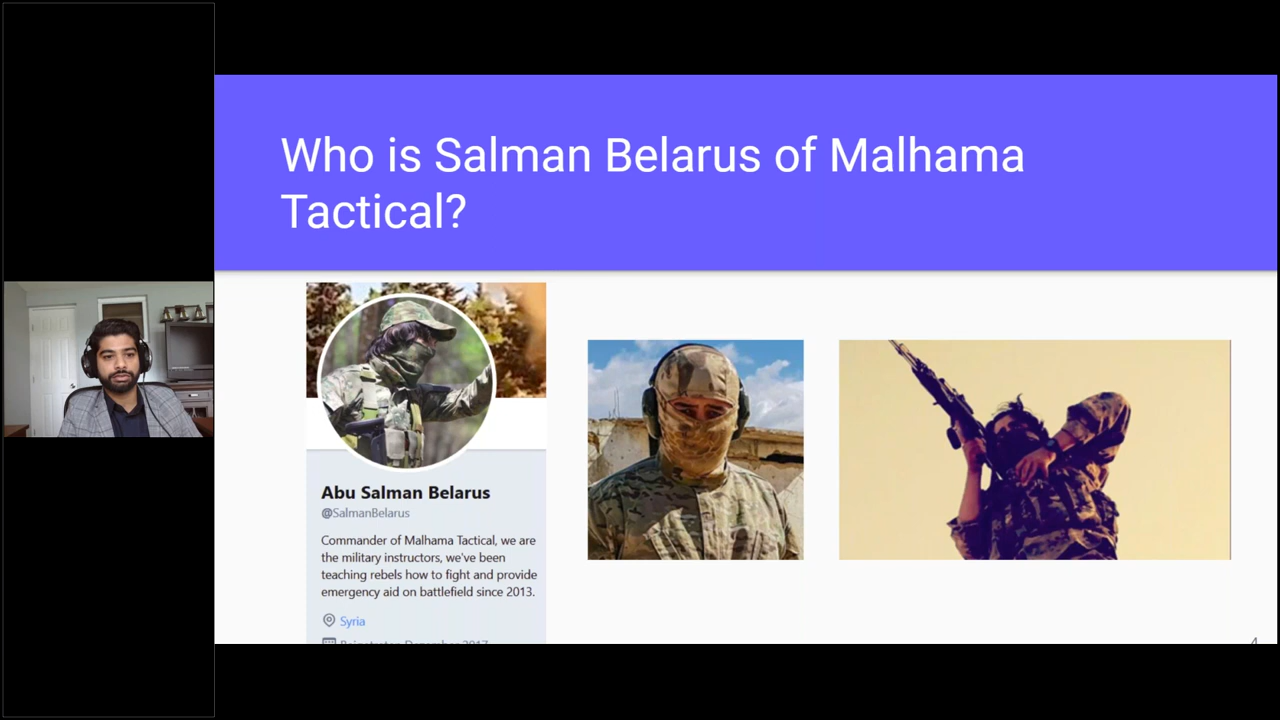 Who is Salman Belarus of Malhama
Tactical?
Abu Salman Belarus
@SalmanBelarus
Commander of Malhama Tactical, we are
the military instructors, we've been
teaching rebels how to fight and provide
emergency aid on battlefield since 2013.
Syria